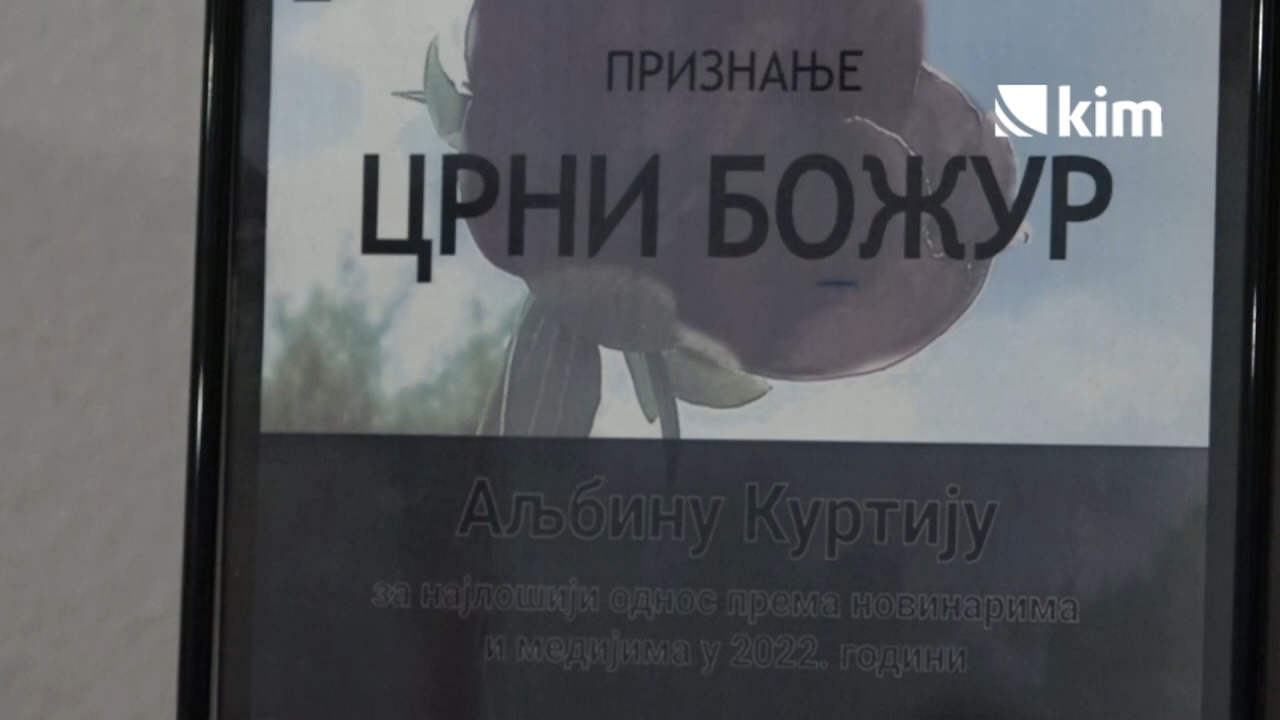 ПРИЗНАЊЕ
kim
ЦРНИ БОЖУР
Аљбину Куртију
за најлошији однос према новинарима
и медијима у 2022. години